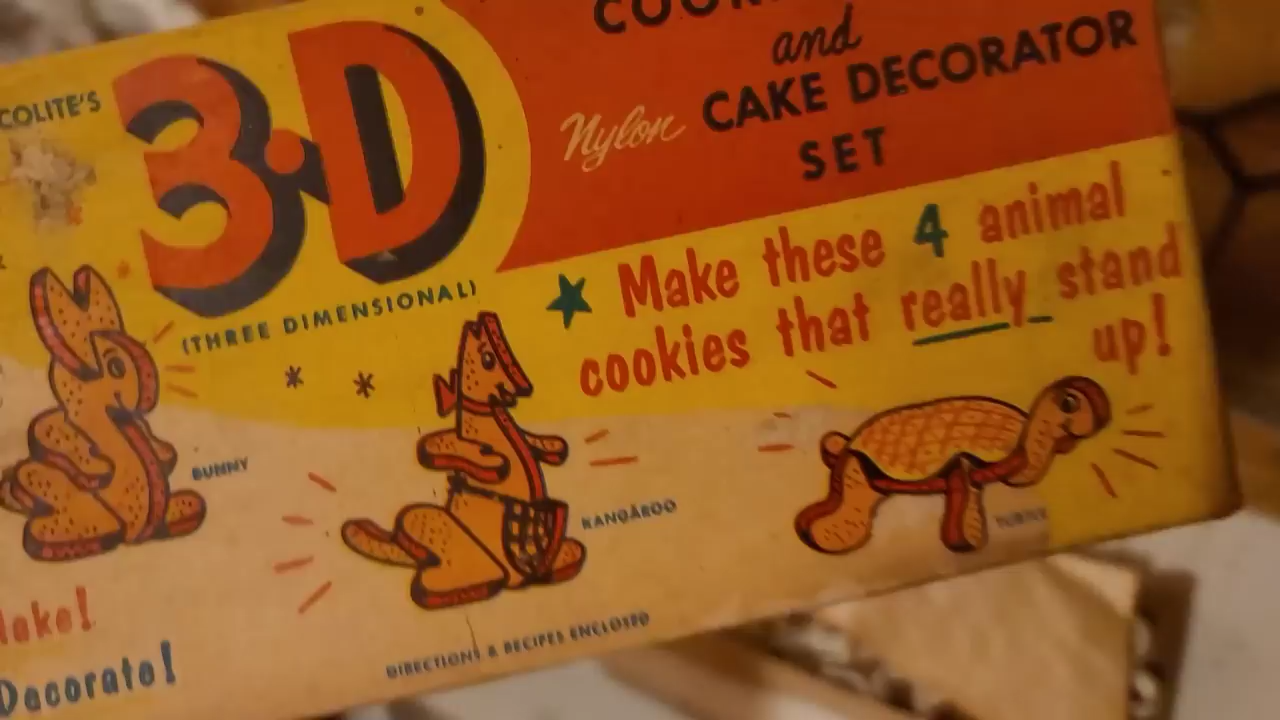 COLITE'S
3-D
(THREE DIMENSIONAL)
and
Nylon CAKE DECORATOR
SET
★ Make these 4 animal
cookies that really stand
up!
BUNNY
KANGAROO
TURTLE
Decorate!
DIRECTIONS & RECIPES ENCLOSED